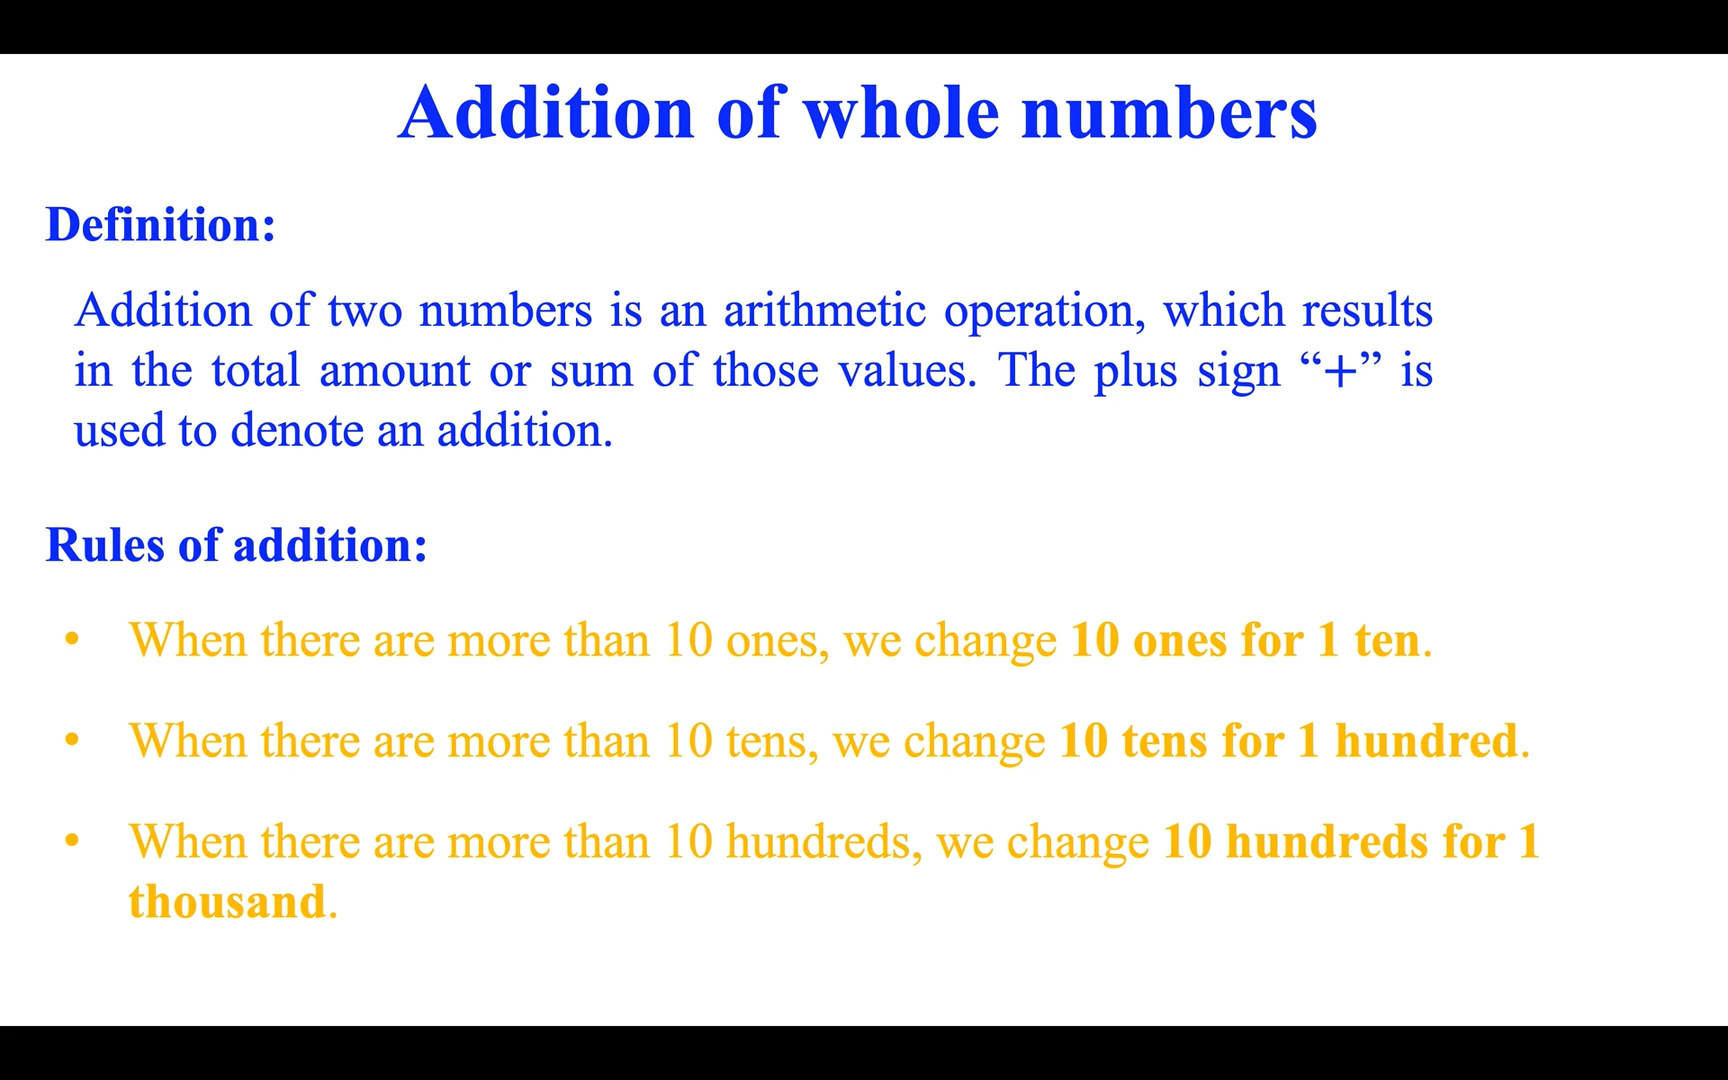 Addition of whole numbers
Definition:
Addition of two numbers is an arithmetic operation, which results
in the total amount or sum of those values. The plus sign “+” is
used to denote an addition.
Rules of addition:
• When there are more than 10 ones, we change 10 ones for 1 ten.
• When there are more than 10 tens, we change 10 tens for 1 hundred.
• When there are more than 10 hundreds, we change 10 hundreds for 1
thousand.